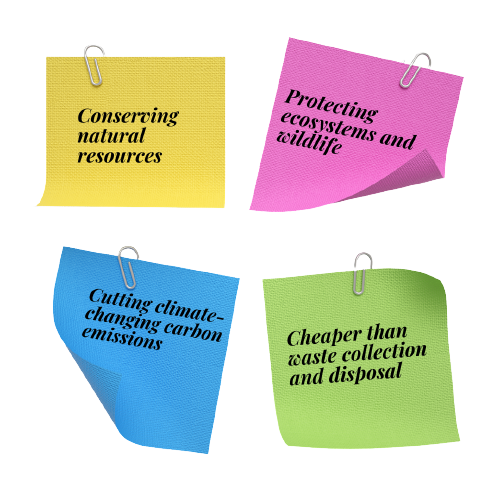 Conserving
natural
resources
Protecting
ecosystems and
wildlife
Cutting climate-
changing carbon
emissions
Cheaper than
waste collection
and disposal